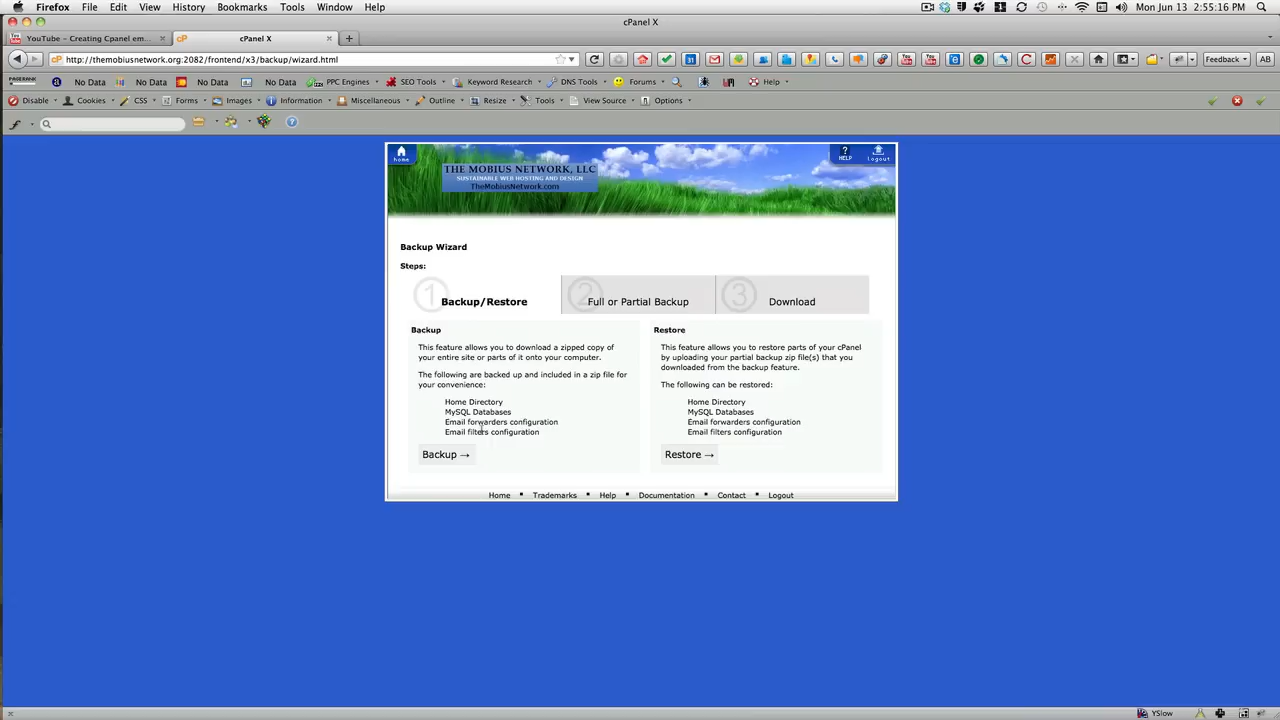 Firefox File Edit View History Bookmarks Tools Window Help Mon Jun 13 2:55:16 PM
cPanel X
YouTube – Creating Cpanel em... cPanel X
http://themobiusnetwork.org:2082/frontend/x3/backup/wizard.html Feedback AB
PAGERANK No Data No Data No Data No Data PPC Engines SEO Tools Keyword Research DNS Tools Forums Help
Disable Cookies CSS Forms Images Information Miscellaneous Outline Resize Tools View Source Options
home HELP logout
THE MOBIUS NETWORK, LLC
SUSTAINABLE WEB HOSTING AND DESIGN
TheMobiusNetwork.com
Backup Wizard
Steps:
1 Backup/Restore 2 Full or Partial Backup 3 Download
Backup
This feature allows you to download a zipped copy of
your entire site or parts of it onto your computer.
The following are backed up and included in a zip file for
your convenience:
Home Directory
MySQL Databases
Email forwarders configuration
Email filters configuration
Backup →
Restore
This feature allows you to restore parts of your cPanel
by uploading your partial backup zip file(s) that you
downloaded from the backup feature.
The following can be restored:
Home Directory
MySQL Databases
Email forwarders configuration
Email filters configuration
Restore →
Home ▪ Trademarks ▪ Help ▪ Documentation ▪ Contact ▪ Logout
YSlow